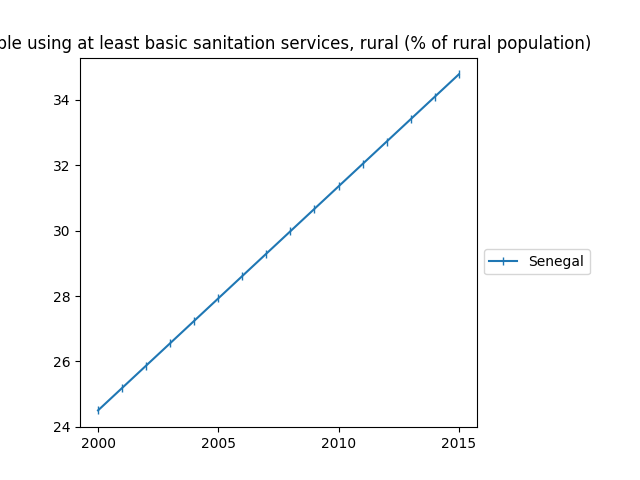 ple using at least basic sanitation services, rural (% of rural population)
34
32
30
28
26
24
2000 2005 2010 2015
Senegal